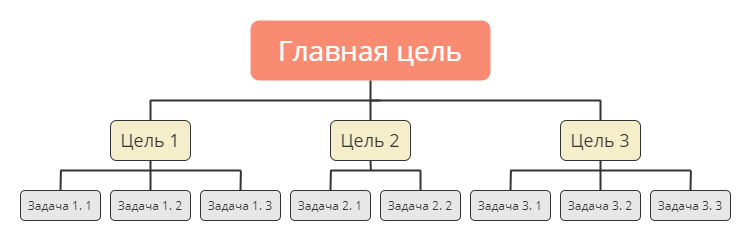 Главная цель
Цель 1
Цель 2
Цель 3
Задача 1. 1
Задача 1. 2
Задача 1. 3
Задача 2. 1
Задача 2. 2
Задача 3. 1
Задача 3. 2
Задача 3. 3